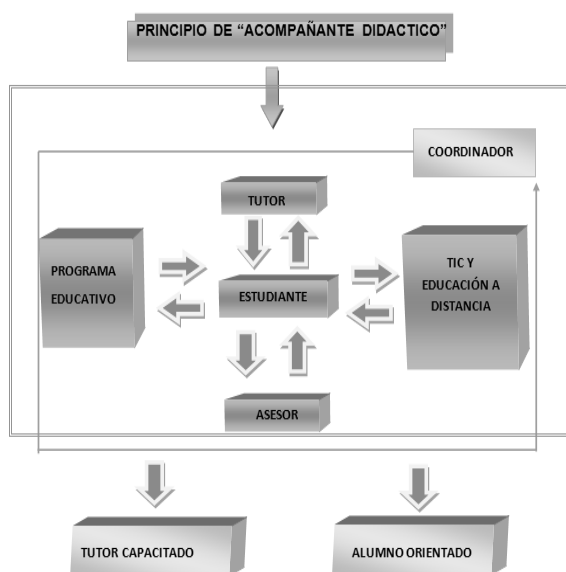 PRINCIPIO DE “ACOMPAÑANTE DIDACTICO”
COORDINADOR
TUTOR
PROGRAMA
EDUCATIVO
ESTUDIANTE
TIC Y
EDUCACIÓN A
DISTANCIA
ASESOR
TUTOR CAPACITADO
ALUMNO ORIENTADO